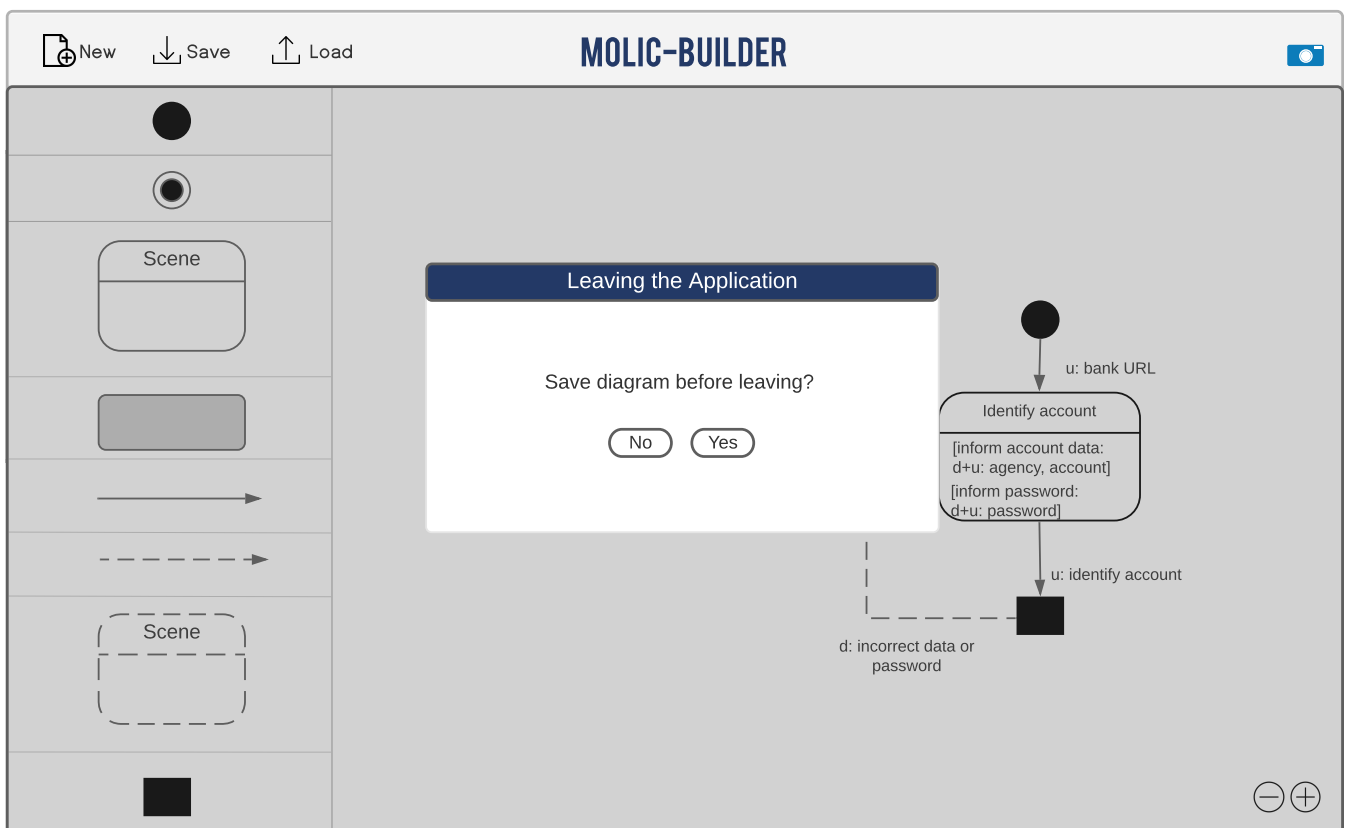 New
Save
Load
MOLIC-BUILDER
Scene
Scene
Leaving the Application
Save diagram before leaving?
No
Yes
u: bank URL
Identify account
[inform account data:
d+u: agency, account]
[inform password:
d+u: password]
u: identify account
d: incorrect data or
password